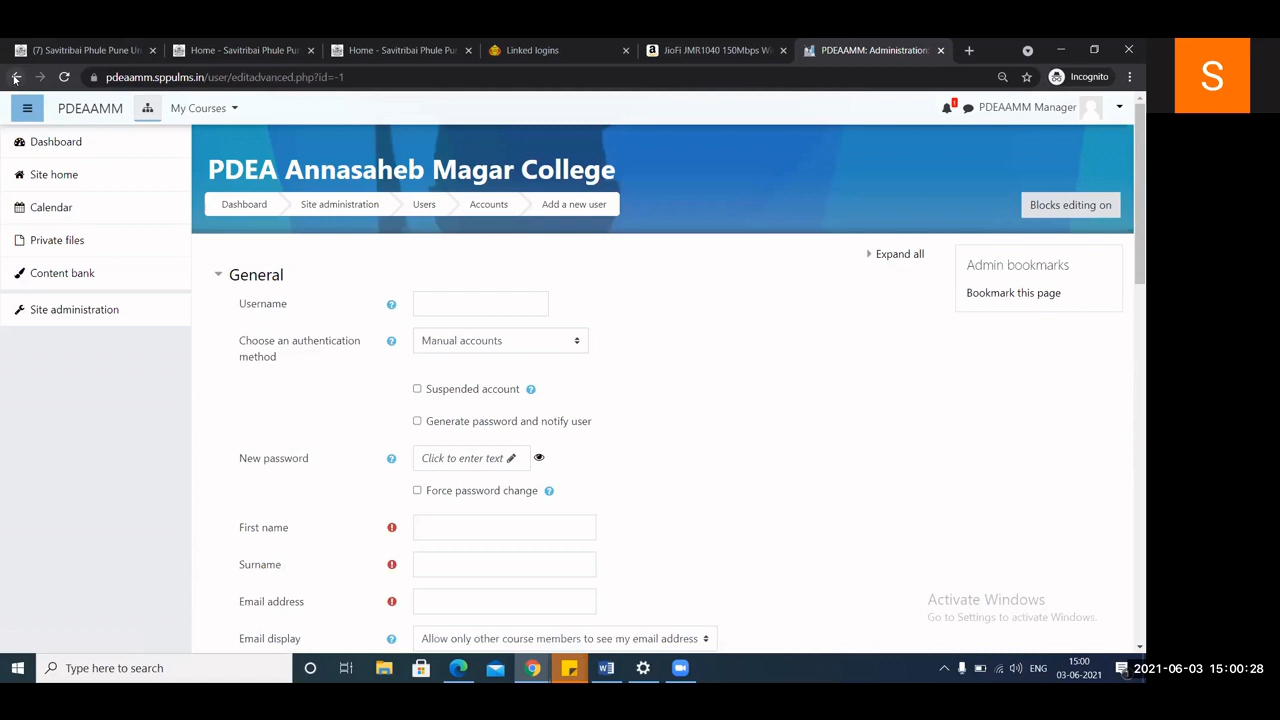 (7) Savitribai Phule Pune Un
Home - Savitribai Phule Pu
Home - Savitribai Phule Pu
Linked logins
JioFi JMR1040 150Mbps Wi
PDEAAMM: Administration:
pdeaamm.sppulms.in/user/editadvanced.php?id=-1
Incognito
PDEAAMM
My Courses
1
PDEAAMM Manager
S
Dashboard
Site home
Calendar
Private files
Content bank
Site administration
PDEA Annasaheb Magar College
Dashboard
Site administration
Users
Accounts
Add a new user
Blocks editing on
Expand all
Admin bookmarks
Bookmark this page
General
Username
Choose an authentication
method
Manual accounts
Suspended account
Generate password and notify user
New password
Click to enter text
Force password change
First name
Surname
Email address
Email display
Allow only other course members to see my email address
Activate Windows
Go to Settings to activate Windows.
Type here to search
ENG
15:00
03-06-2021
2021-06-03 15:00:28